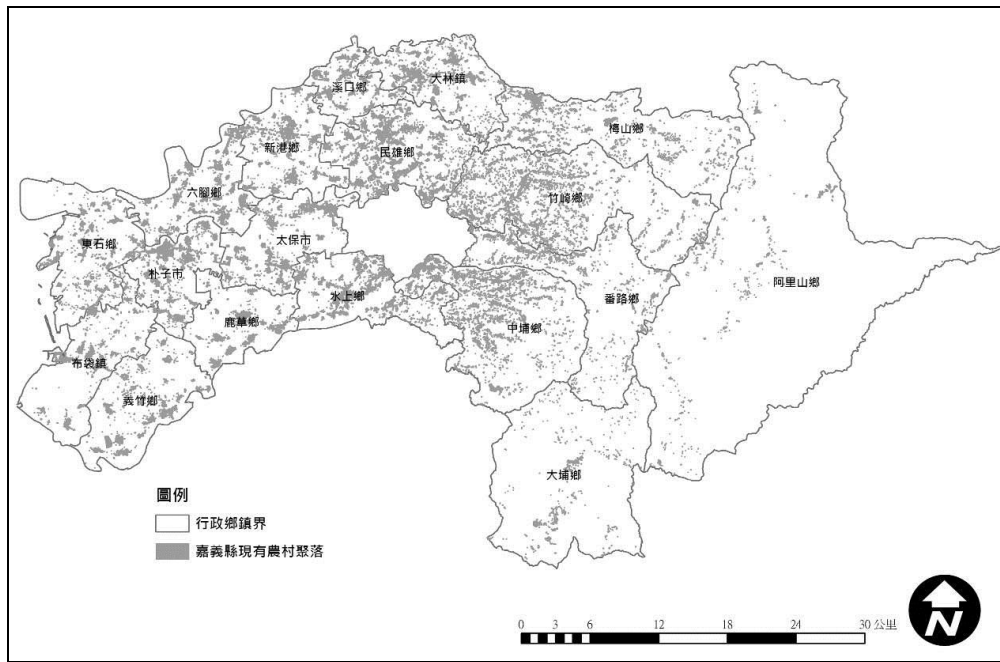 溪口鄉
大林鎮
梅山鄉
新港鄉
民雄鄉
六腳鄉
竹崎鄉
東石鄉
太保市
朴子市
水上鄉
番路鄉
阿里山鄉
鹿草鄉
中埔鄉
布袋鎮
義竹鄉
大埔鄉
圖例
行政鄉鎮界
嘉義縣現有農村聚落
0 3 6 12 18 24 30 公里
N